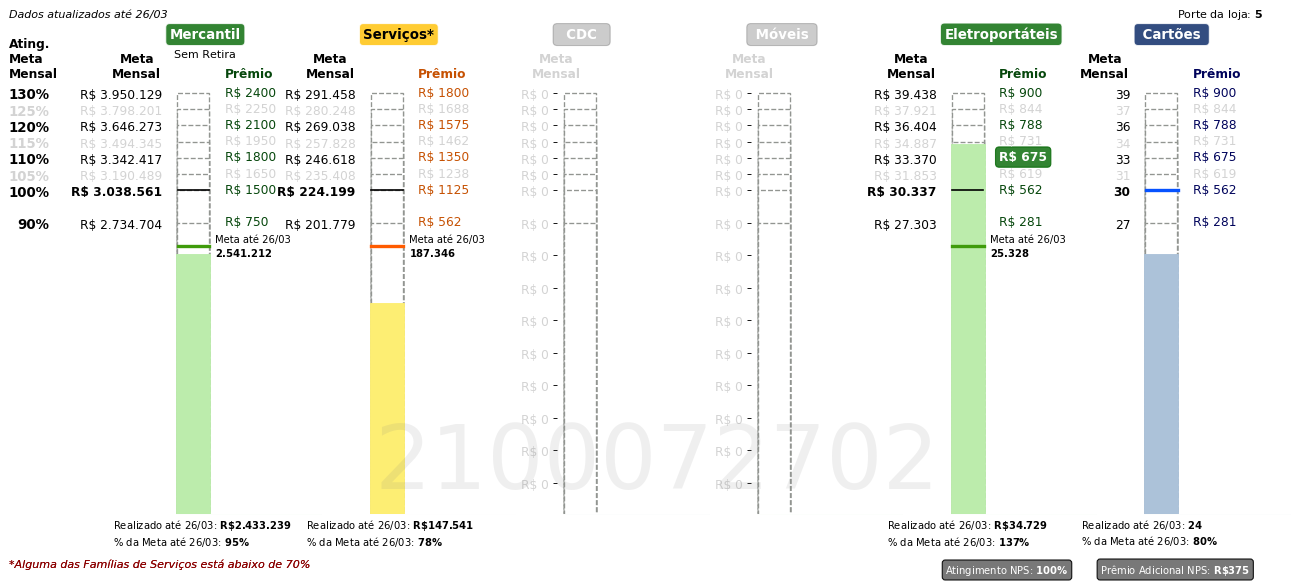 Dados atualizados até 26/03
Porte da loja: 5
Mercantil Serviços* CDC Móveis Eletroportáteis Cartões
Sem Retira
Ating. Meta Mensal
Meta Mensal Prêmio Meta Mensal Prêmio Meta Mensal Meta Mensal Meta Mensal Prêmio Meta Mensal Prêmio
130% R$ 3.950.129 R$ 2400 R$ 291.458 R$ 1800 R$ 0 R$ 0 R$ 39.438 R$ 900 39 R$ 900
125% R$ 3.798.201 R$ 2250 R$ 280.248 R$ 1688 R$ 0 R$ 0 R$ 37.921 R$ 844 37 R$ 844
120% R$ 3.646.273 R$ 2100 R$ 269.038 R$ 1575 R$ 0 R$ 0 R$ 36.404 R$ 788 36 R$ 788
115% R$ 3.494.345 R$ 1950 R$ 257.828 R$ 1462 R$ 0 R$ 0 R$ 34.887 R$ 731 34 R$ 731
110% R$ 3.342.417 R$ 1800 R$ 246.618 R$ 1350 R$ 0 R$ 0 R$ 33.370 R$ 675 33 R$ 675
105% R$ 3.190.489 R$ 1650 R$ 235.408 R$ 1238 R$ 0 R$ 0 R$ 31.853 R$ 619 31 R$ 619
100% R$ 3.038.561 R$ 1500 R$ 224.199 R$ 1125 R$ 0 R$ 0 R$ 30.337 R$ 562 30 R$ 562
90% R$ 2.734.704 R$ 750 R$ 201.779 R$ 562 R$ 0 R$ 0 R$ 27.303 R$ 281 27 R$ 281
Meta até 26/03 Meta até 26/03 Meta até 26/03
2.541.212 187.346 25.328
R$ 0 R$ 0
R$ 0 R$ 0
R$ 0 R$ 0
R$ 0 R$ 0
R$ 0 R$ 0
R$ 0 R$ 0
R$ 0 R$ 0
R$ 0 R$ 0
2100072702
Realizado até 26/03: R$2.433.239 Realizado até 26/03: R$147.541 Realizado até 26/03: R$34.729 Realizado até 26/03: 24
% da Meta até 26/03: 95% % da Meta até 26/03: 78% % da Meta até 26/03: 137% % da Meta até 26/03: 80%
*Alguma das Famílias de Serviços está abaixo de 70%
Atingimento NPS: 100% Prêmio Adicional NPS: R$375